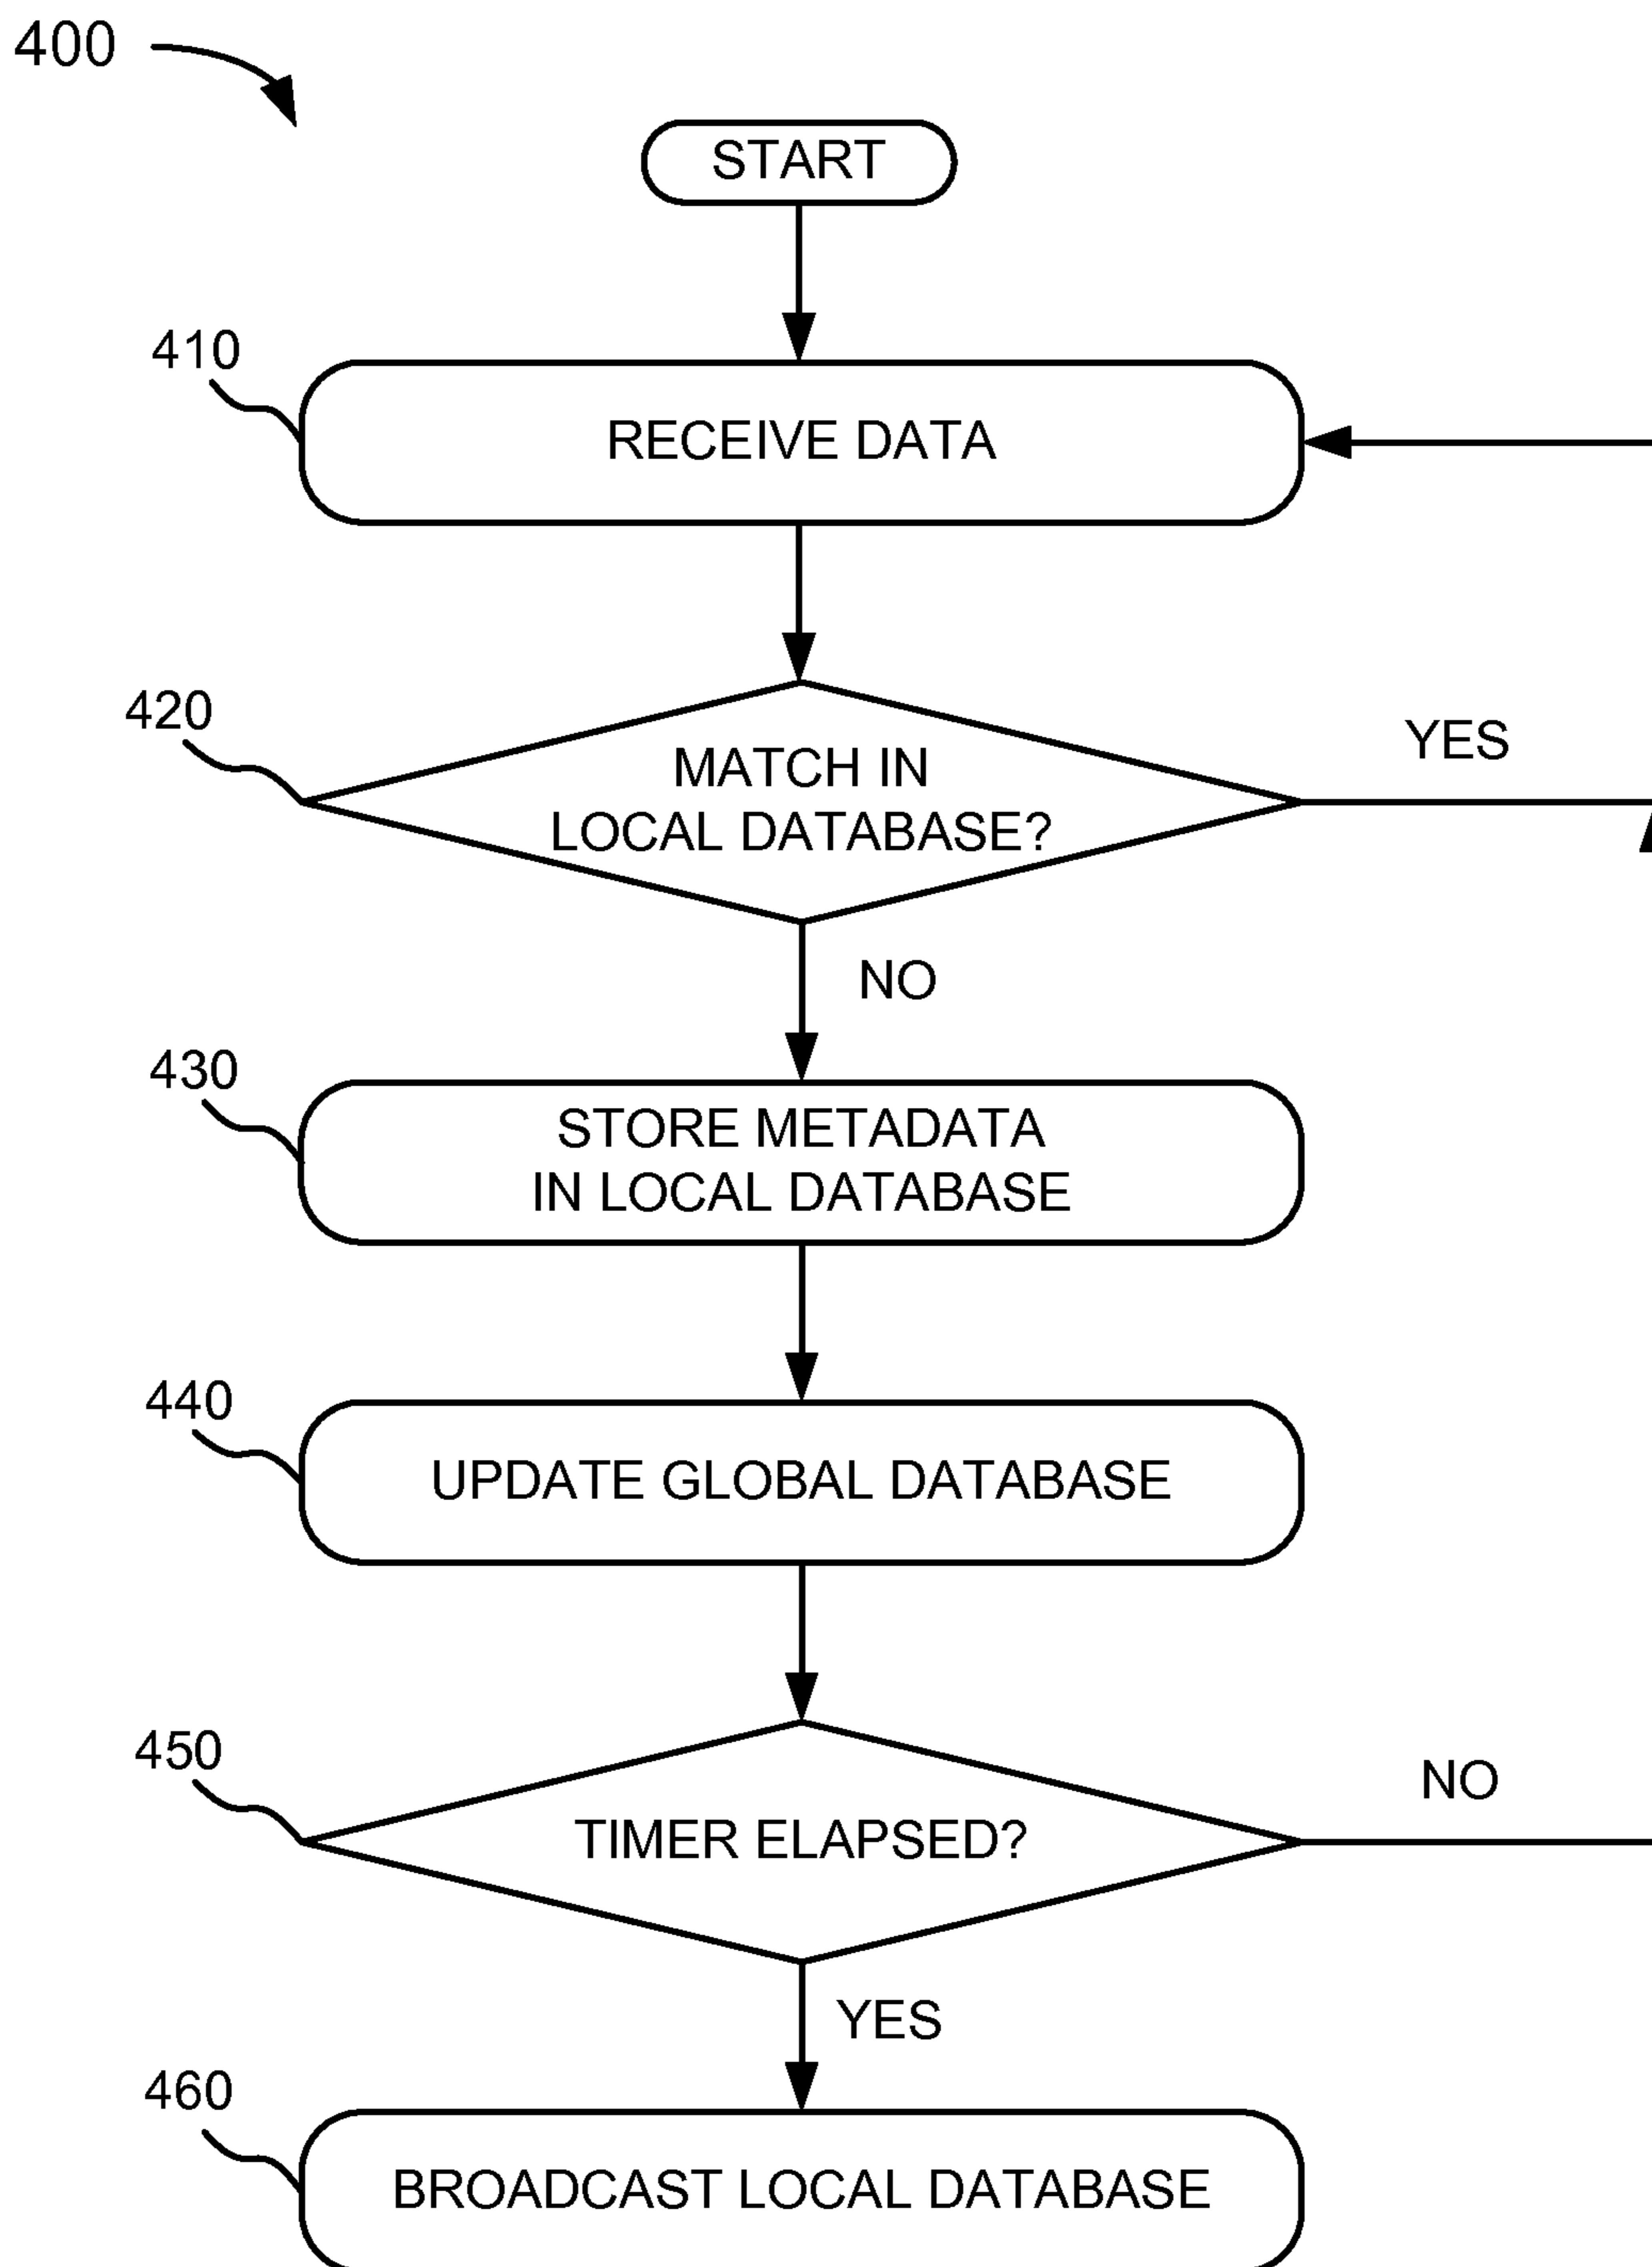 400
START
410
RECEIVE DATA
420
MATCH IN
LOCAL DATABASE?
YES
NO
430
STORE METADATA
IN LOCAL DATABASE
440
UPDATE GLOBAL DATABASE
450
TIMER ELAPSED?
NO
YES
460
BROADCAST LOCAL DATABASE